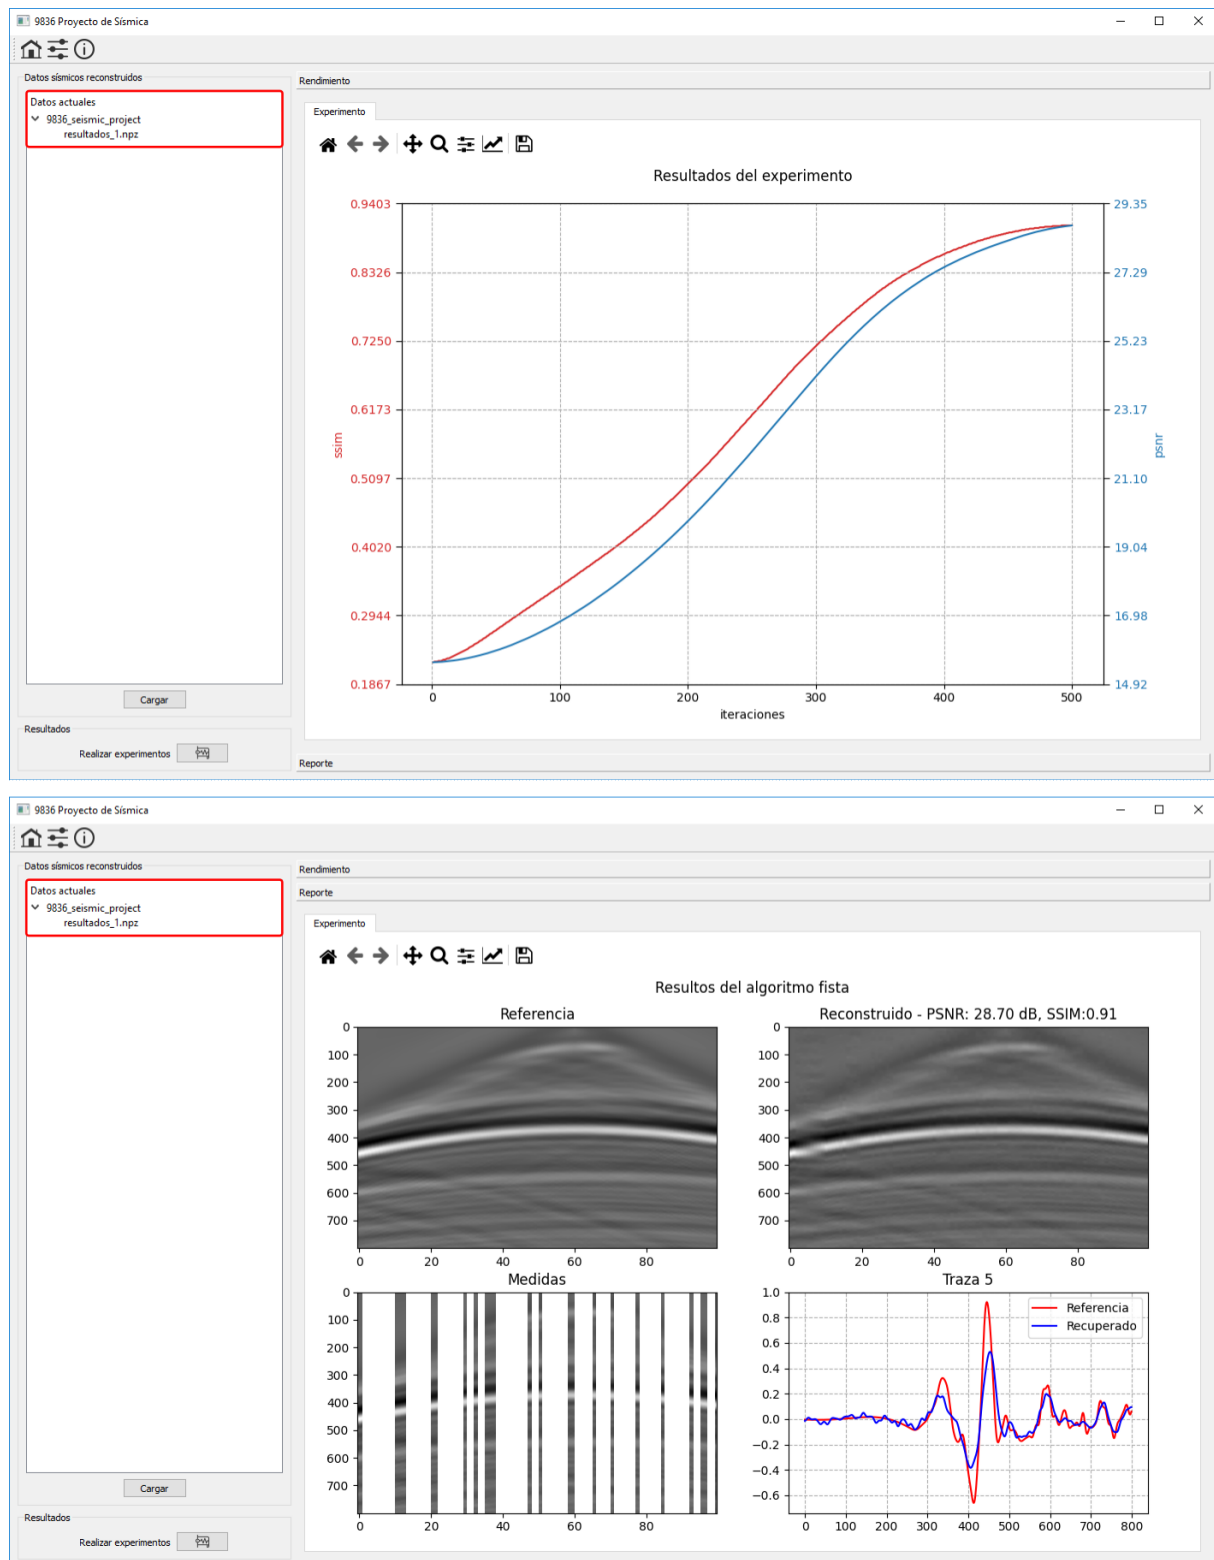 9836 Proyecto de Sísmica
Datos sísmicos reconstruidos
Datos actuales
9836_seismic_project
resultados_1.npz
Cargar
Resultados
Realizar experimentos
Rendimiento
Experimento
Resultados del experimento
0.9403
0.8326
0.7250
0.6173
0.5097
0.4020
0.2944
0.1867
ssim
29.35
27.29
25.23
23.17
21.10
19.04
16.98
14.92
psnr
0 100 200 300 400 500
iteraciones
Reporte
9836 Proyecto de Sísmica
Datos sísmicos reconstruidos
Datos actuales
9836_seismic_project
resultados_1.npz
Cargar
Resultados
Realizar experimentos
Rendimiento
Reporte
Experimento
Resultos del algoritmo fista
Referencia
0
100
200
300
400
500
600
700
0 20 40 60 80
Reconstruido - PSNR: 28.70 dB, SSIM:0.91
0
100
200
300
400
500
600
700
0 20 40 60 80
Medidas
0
100
200
300
400
500
600
700
0 20 40 60 80
Traza 5
1.0
0.8
0.6
0.4
0.2
0.0
−0.2
−0.4
−0.6
Referencia
Recuperado
0 100 200 300 400 500 600 700 800